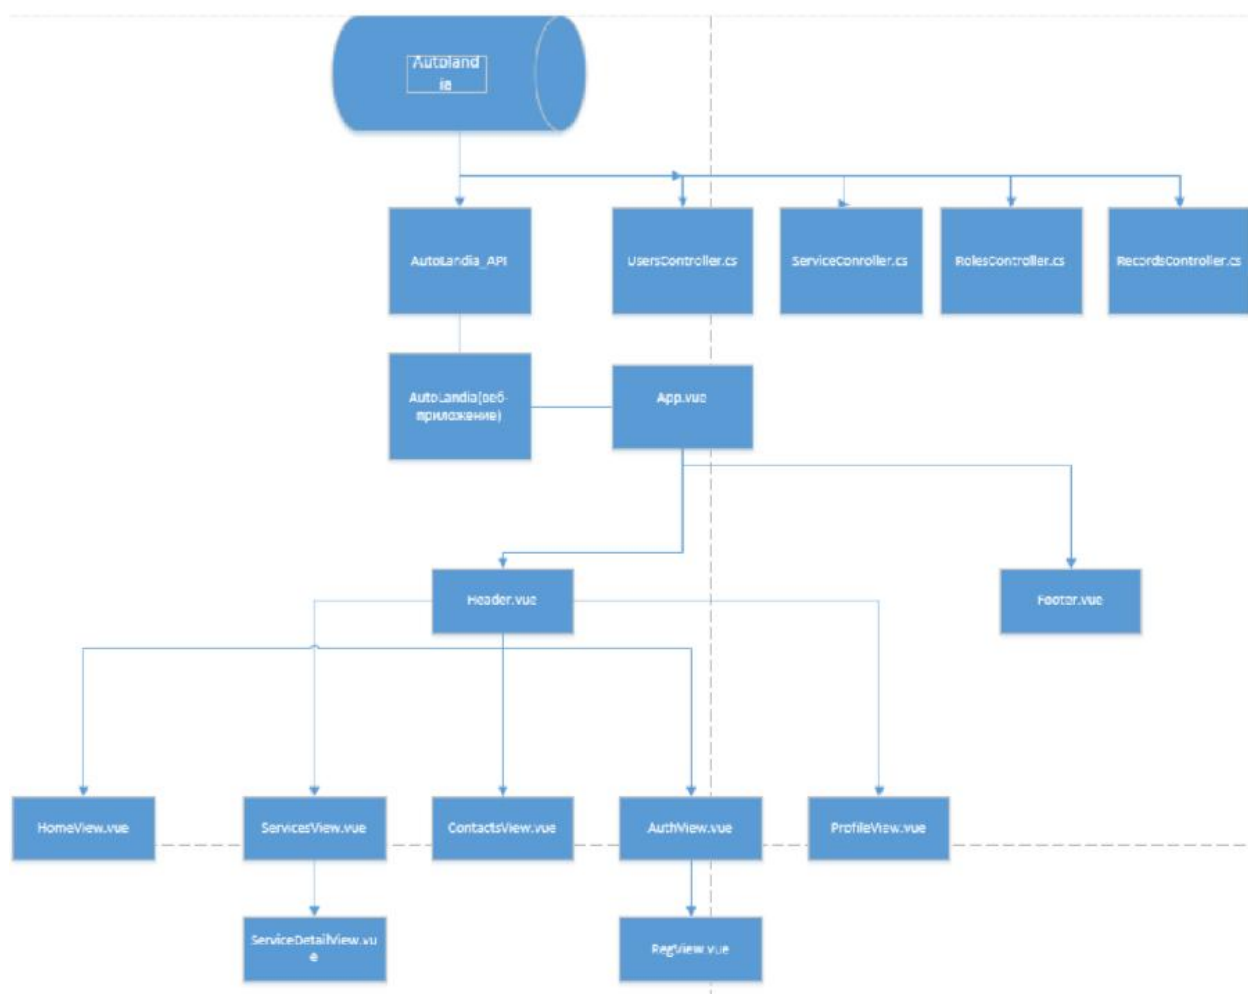 Autoland
ia
AutoLandia_API
UsersController.cs
ServiceConroller.cs
RolesController.cs
RecordsController.cs
AutoLandia(веб-
приложение)
App.vue
Header.vue
Footer.vue
HomeView.vue
ServicesView.vue
ContactsView.vue
AuthView.vue
ProfileView.vue
ServiceDetailView.vu
e
RegView.vue